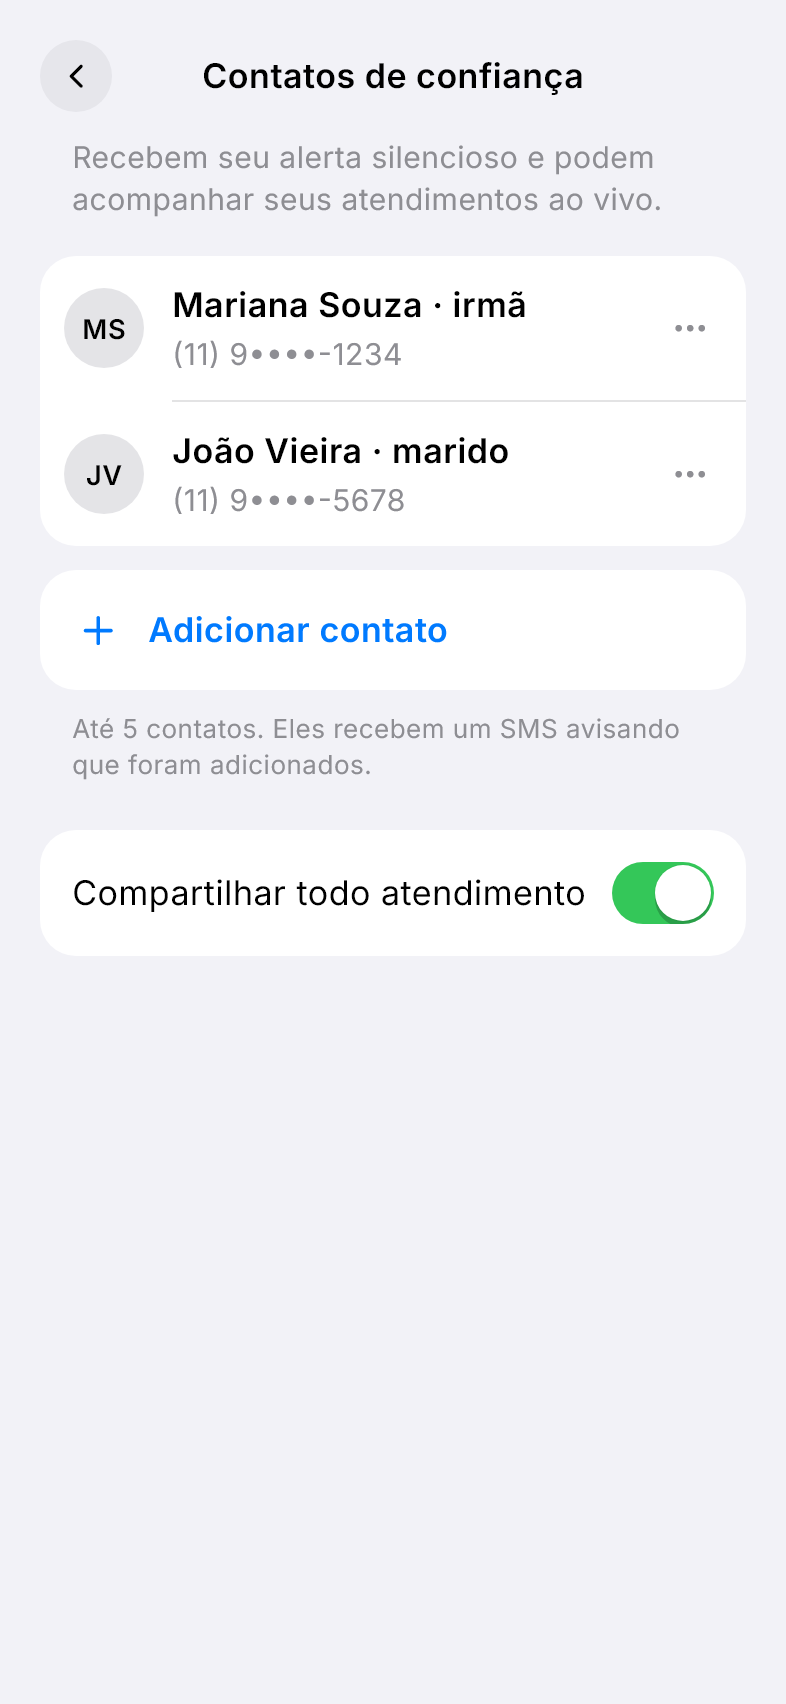 Contatos de confiança
Recebem seu alerta silencioso e podem
acompanhar seus atendimentos ao vivo.
MS
Mariana Souza · irmã
(11) 9••••-1234
JV
João Vieira · marido
(11) 9••••-5678
Adicionar contato
Até 5 contatos. Eles recebem um SMS avisando
que foram adicionados.
Compartilhar todo atendimento